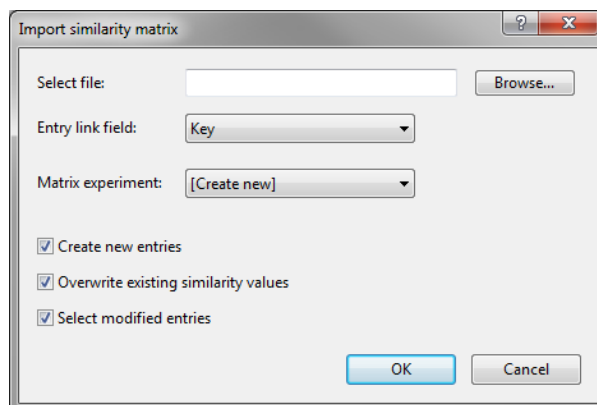 Import similarity matrix
Select file:
Browse...
Entry link field:
Key
Matrix experiment:
[Create new]
Create new entries
Overwrite existing similarity values
Select modified entries
OK
Cancel